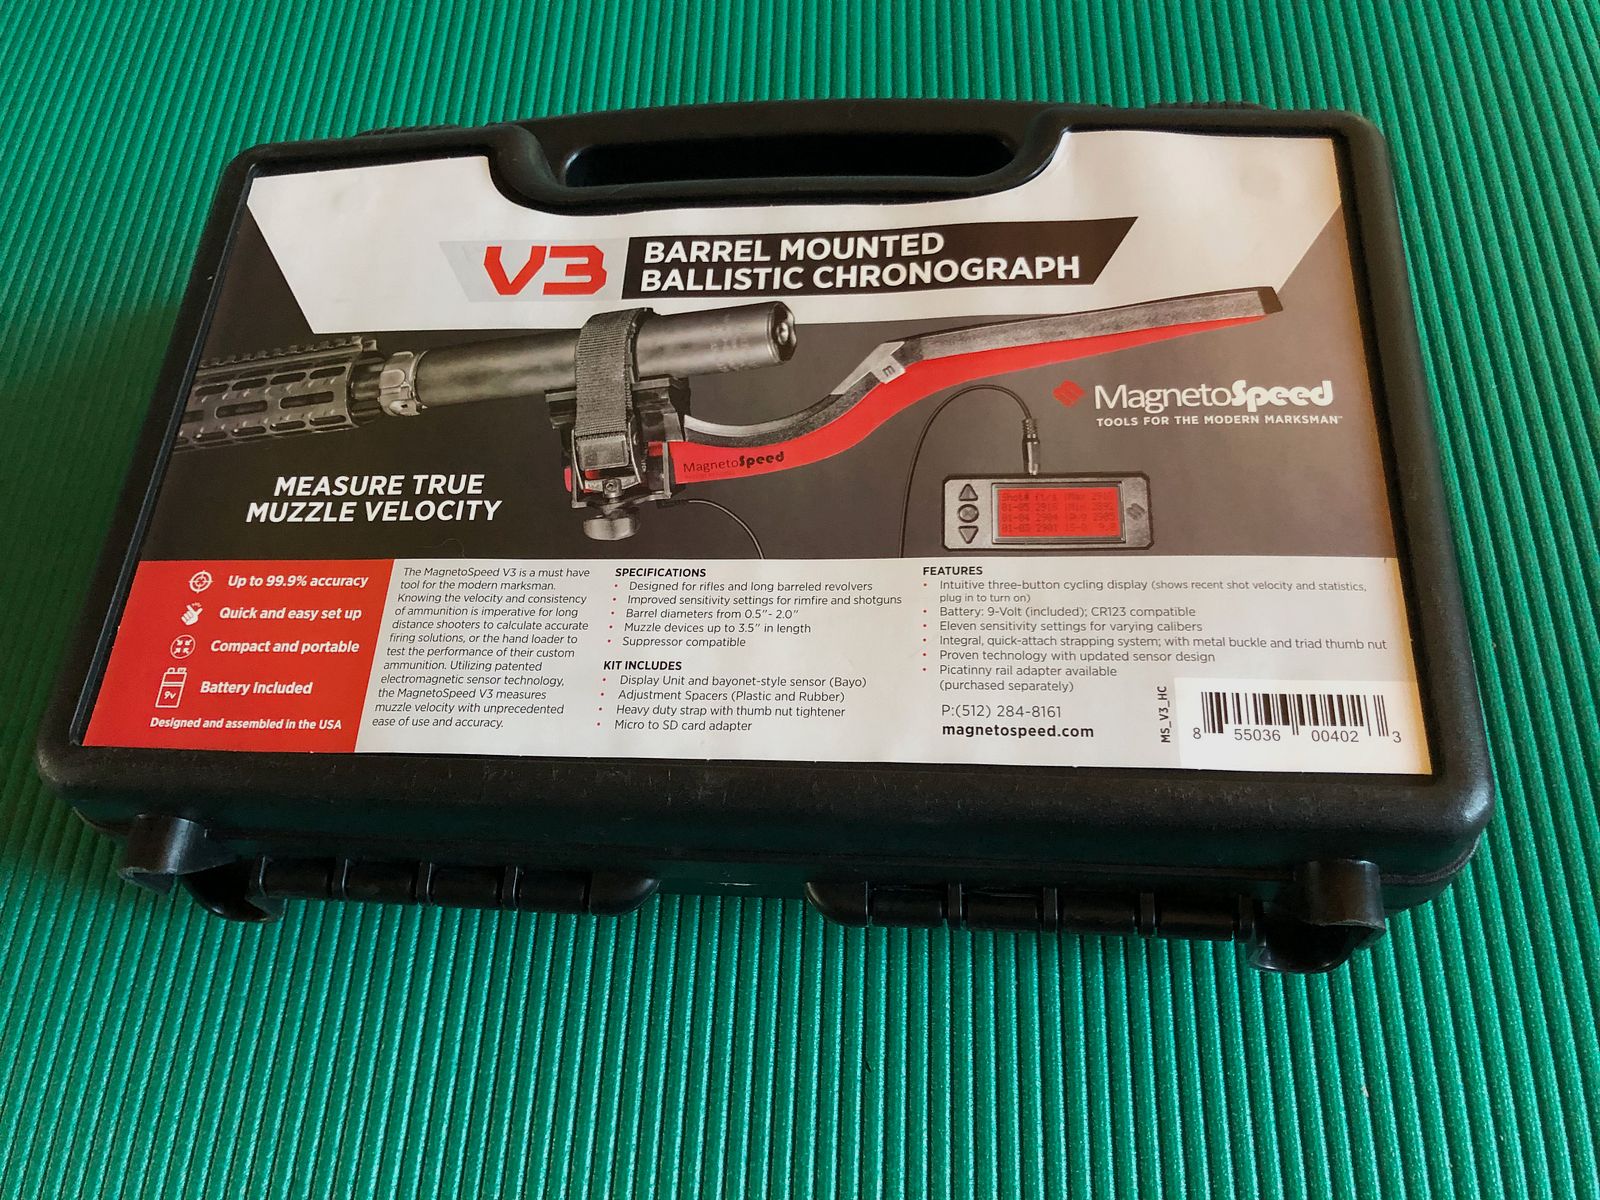 V3
BARREL MOUNTED
BALLISTIC CHRONOGRAPH
MagnetoSpeed
TOOLS FOR THE MODERN MARKSMAN™
MagnetoSpeed
E
MEASURE TRUE
MUZZLE VELOCITY
Up to 99.9% accuracy
Quick and easy set up
Compact and portable
9v
Battery Included
Designed and assembled in the USA
The MagnetoSpeed V3 is a must have
tool for the modern marksman.
Knowing the velocity and consistency
of ammunition is imperative for long
distance shooters to calculate accurate
firing solutions, or the hand loader to
test the performance of their custom
ammunition. Utilizing patented
electromagnetic sensor technology,
the MagnetoSpeed V3 measures
muzzle velocity with unprecedented
ease of use and accuracy.
SPECIFICATIONS
• Designed for rifles and long barreled revolvers
• Improved sensitivity settings for rimfire and shotguns
• Barrel diameters from 0.5"- 2.0"
• Muzzle devices up to 3.5" in length
• Suppressor compatible
KIT INCLUDES
• Display Unit and bayonet-style sensor (Bayo)
• Adjustment Spacers (Plastic and Rubber)
• Heavy duty strap with thumb nut tightener
• Micro to SD card adapter
FEATURES
• Intuitive three-button cycling display (shows recent shot velocity and statistics,
plug in to turn on)
• Battery: 9-Volt (included); CR123 compatible
• Eleven sensitivity settings for varying calibers
• Integral, quick-attach strapping system; with metal buckle and triad thumb nut
• Proven technology with updated sensor design
• Picatinny rail adapter available
(purchased separately)
P:(512) 284-8161
magnetospeed.com
MS_V3_HC
8 55036 00402 3